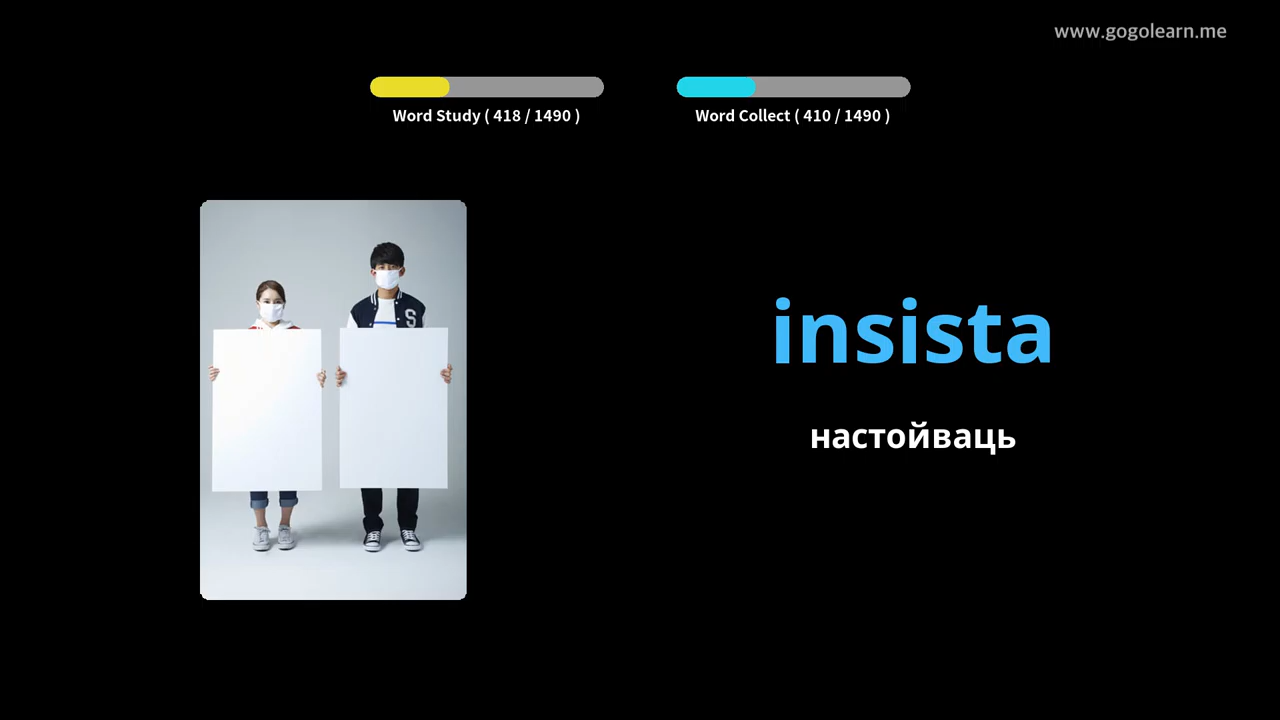 www.gogolearn.me
Word Study ( 418 / 1490 )
Word Collect ( 410 / 1490 )
S
insista
настойваць